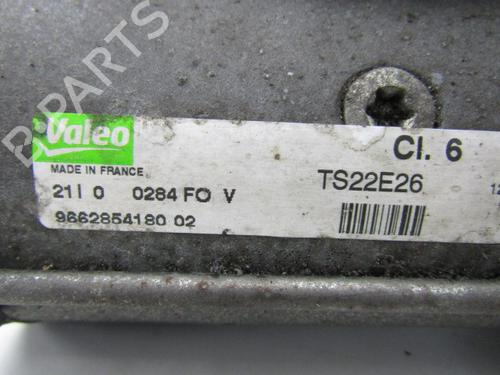 B-PARTS
Valeo
Cl. 6
MADE IN FRANCE
TS22E26
21I 0 0284 FO V
9662854180 02